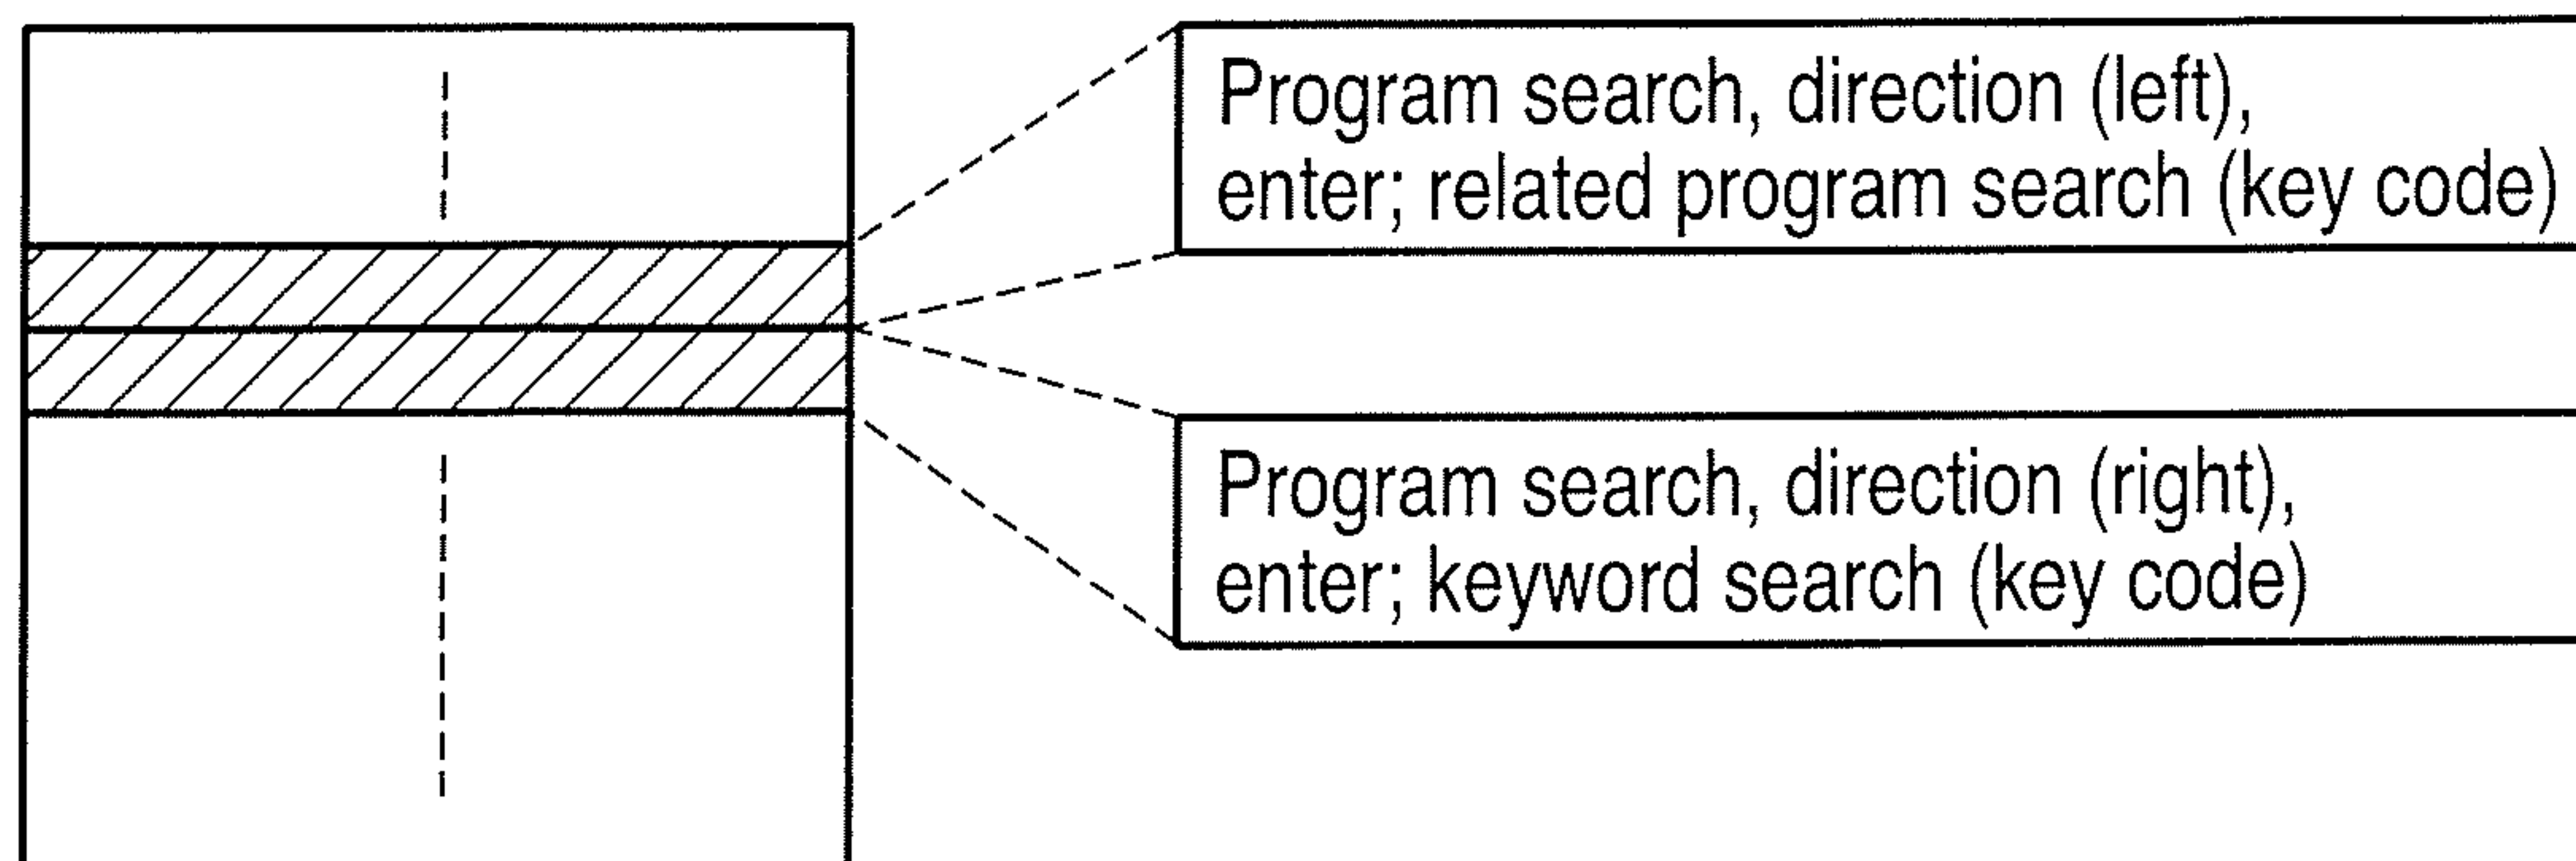 Program search, direction (left),
enter; related program search (key code)
Program search, direction (right),
enter; keyword search (key code)